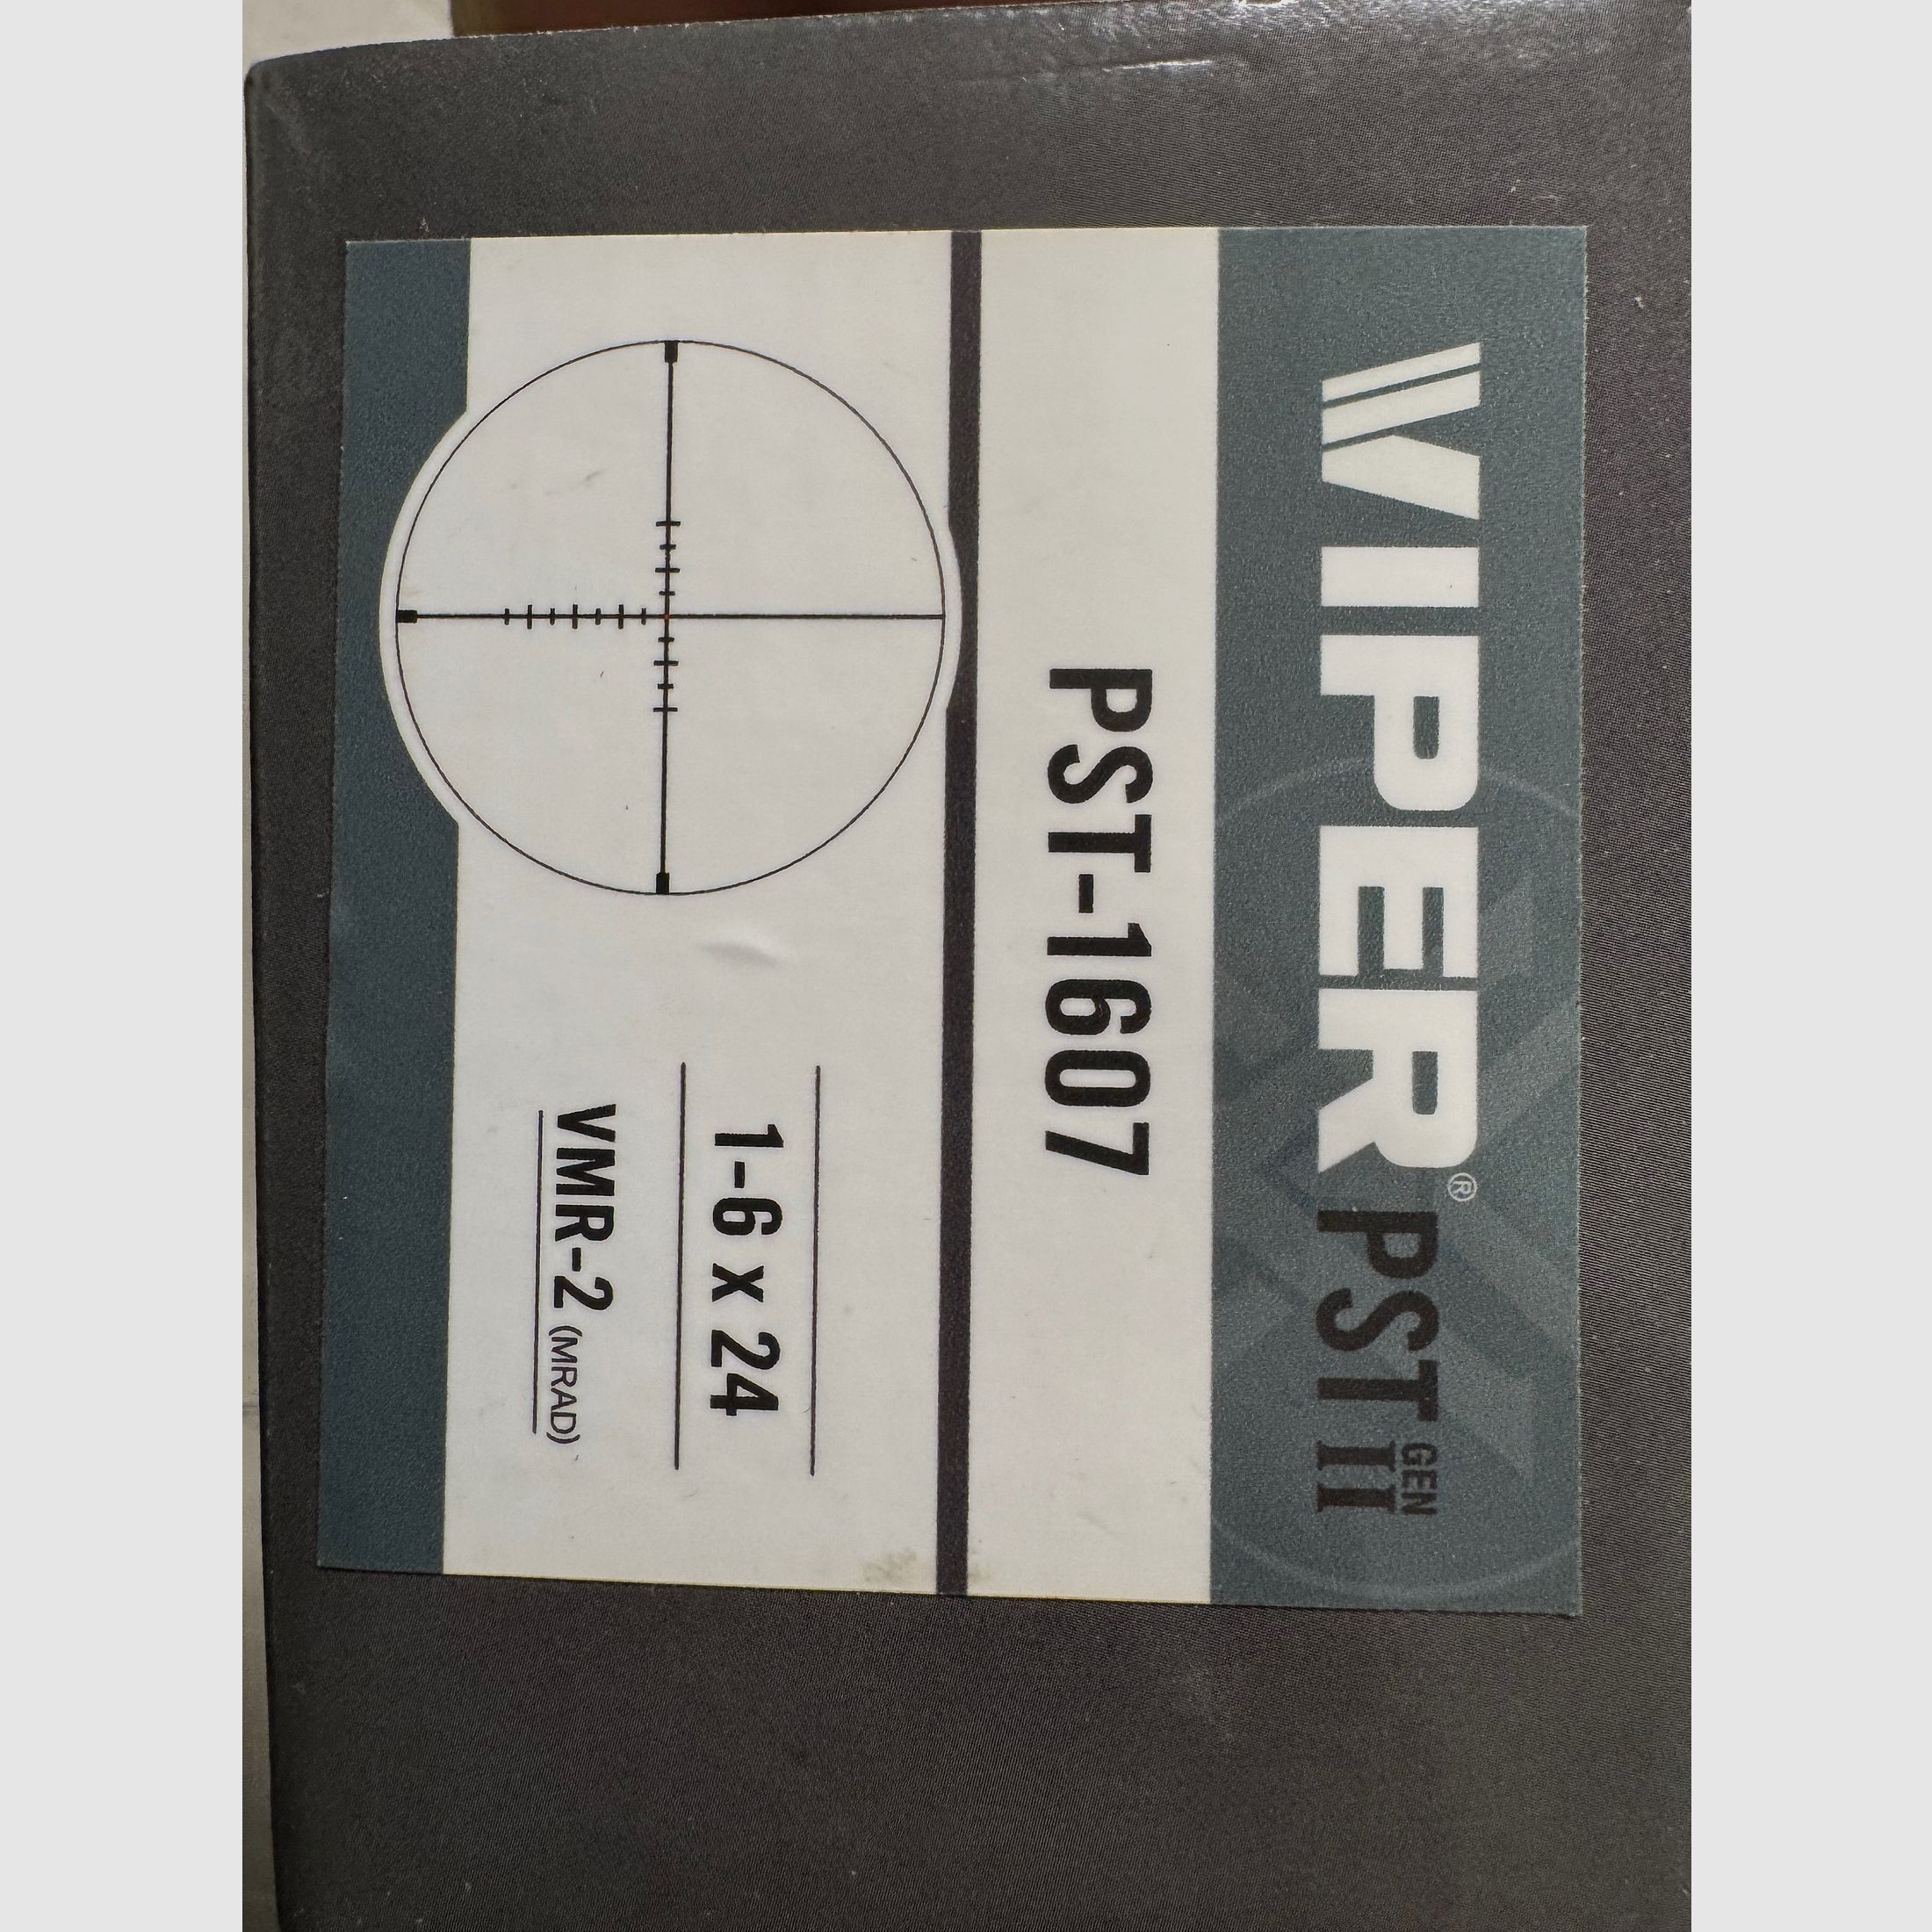 VIPER® PST GEN II
PST-1607
1-6 x 24
VMR-2 (MRAD)